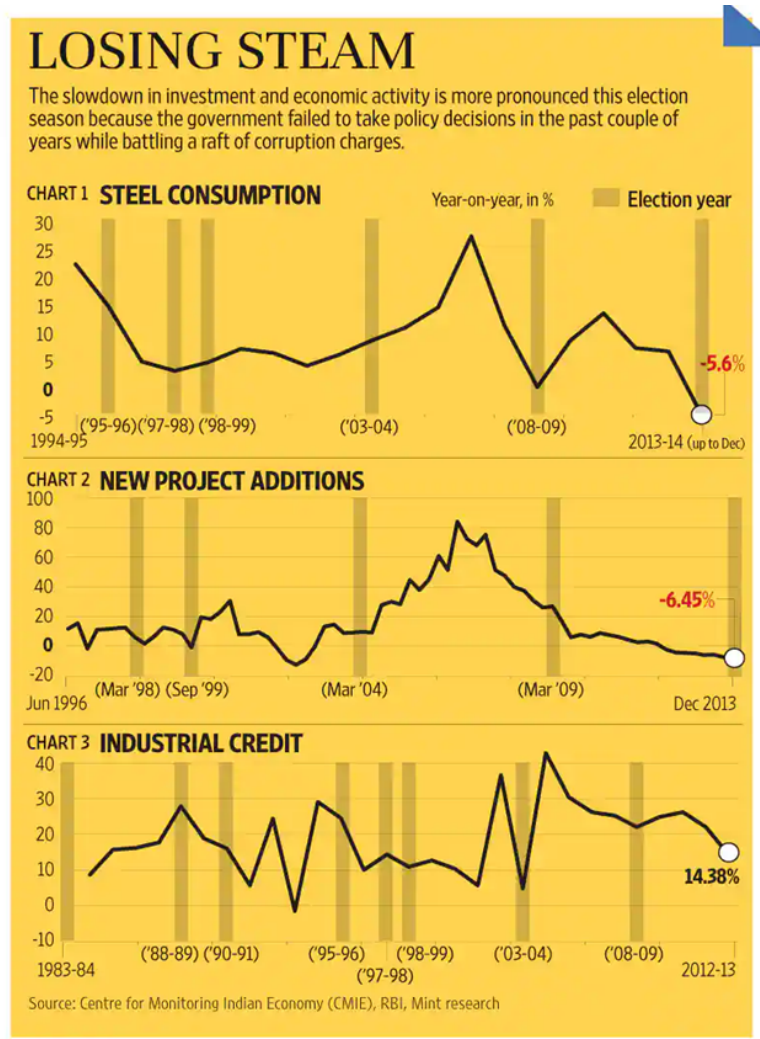 LOSING STEAM
The slowdown in investment and economic activity is more pronounced this election
season because the government failed to take policy decisions in the past couple of
years while battling a raft of corruption charges.
CHART 1 STEEL CONSUMPTION
Year-on-year, in %
Election year
30
25
20
15
10
5
0
-5
-5.6%
('95-96) ('97-98) ('98-99) ('03-04) ('08-09)
1994-95
2013-14 (up to Dec)
CHART 2 NEW PROJECT ADDITIONS
100
80
60
40
20
0
-20
-6.45%
(Mar '98) (Sep '99) (Mar '04) (Mar '09)
Jun 1996
Dec 2013
CHART 3 INDUSTRIAL CREDIT
40
30
20
10
0
-10
14.38%
('88-89) ('90-91) ('95-96) ('98-99) ('03-04) ('08-09)
1983-84
('97-98)
2012-13
Source: Centre for Monitoring Indian Economy (CMIE), RBI, Mint research